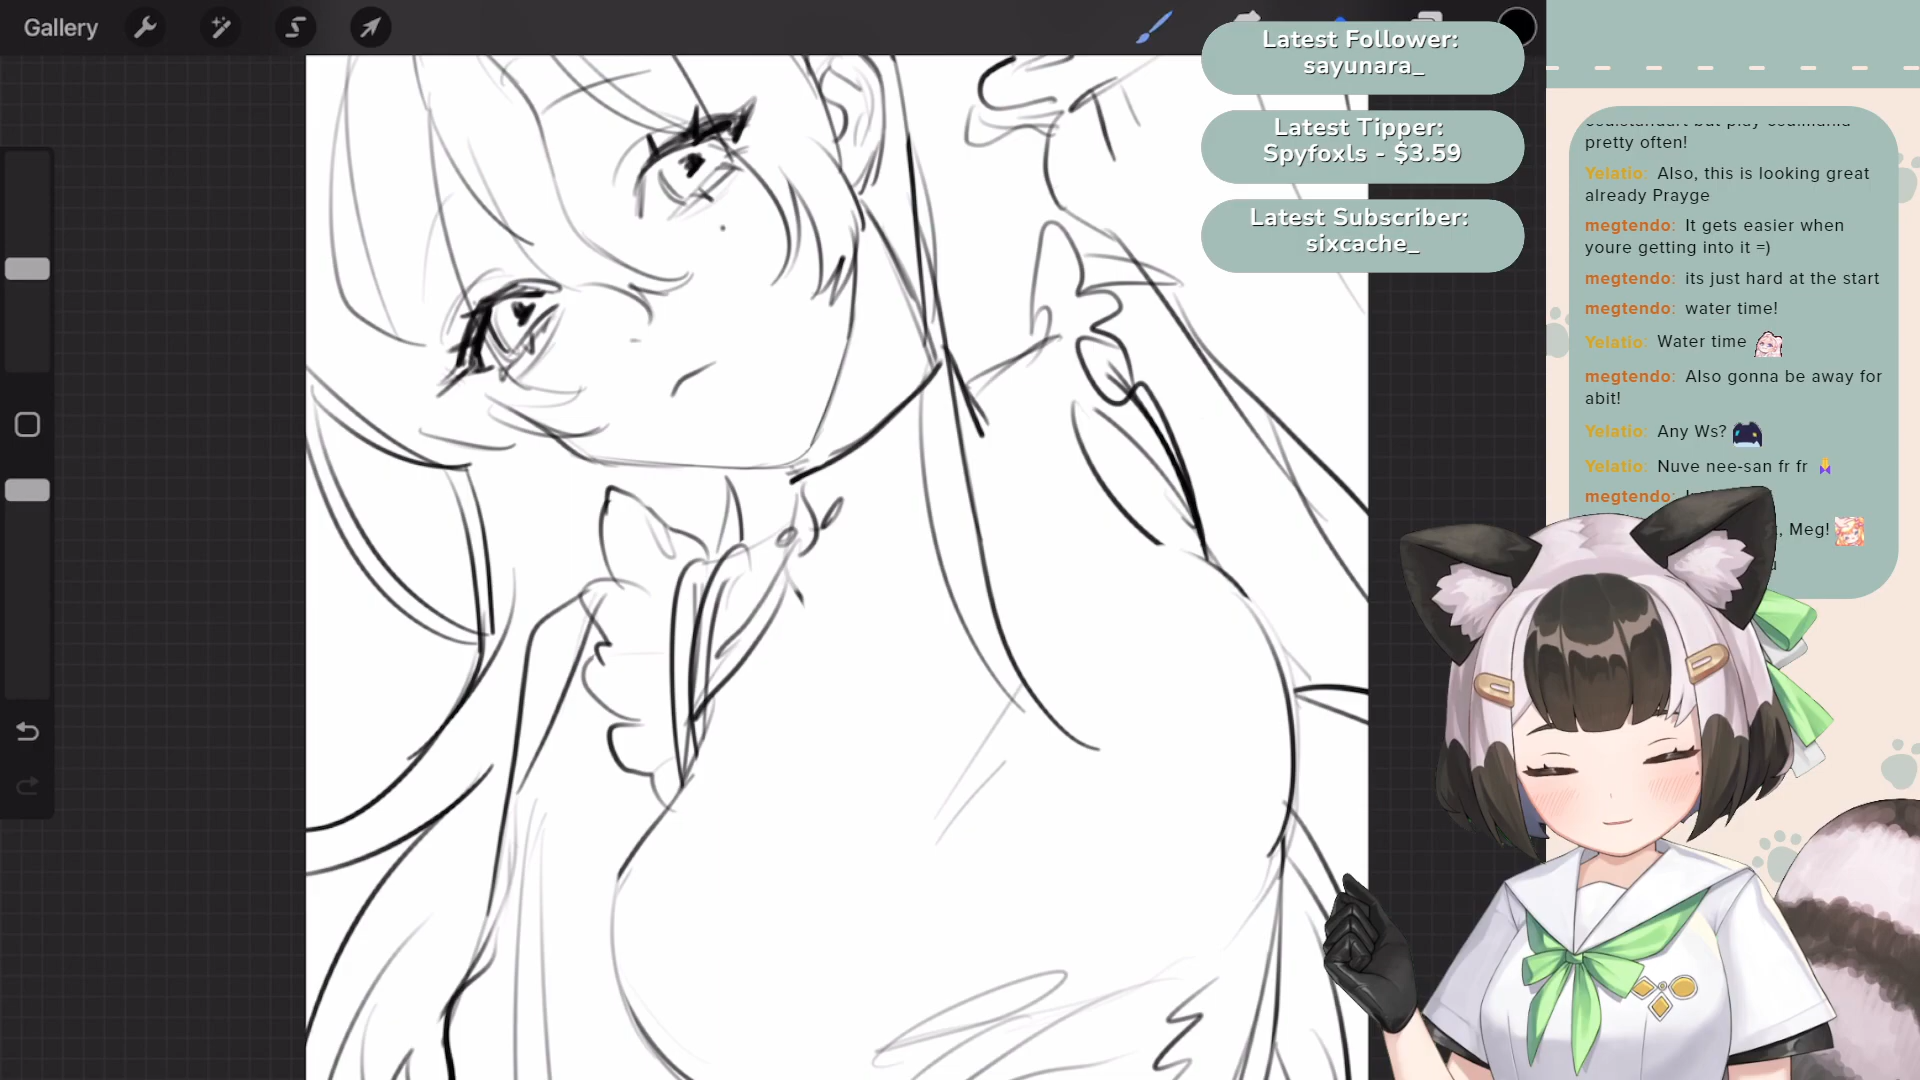 Gallery
Latest Follower:
sayunara_
Latest Tipper:
Spyfoxls - $3.59
Latest Subscriber:
sixcache_
but play
pretty often!
Yelatio: Also, this is looking great
already Prayge
megtendo: It gets easier when
youre getting into it =)
megtendo: its just hard at the start
megtendo: water time!
Yelatio: Water time
megtendo: Also gonna be away for
abit!
Yelatio: Any Ws?
Yelatio: Nuve nee-san fr fr
megtendo:
, Meg!